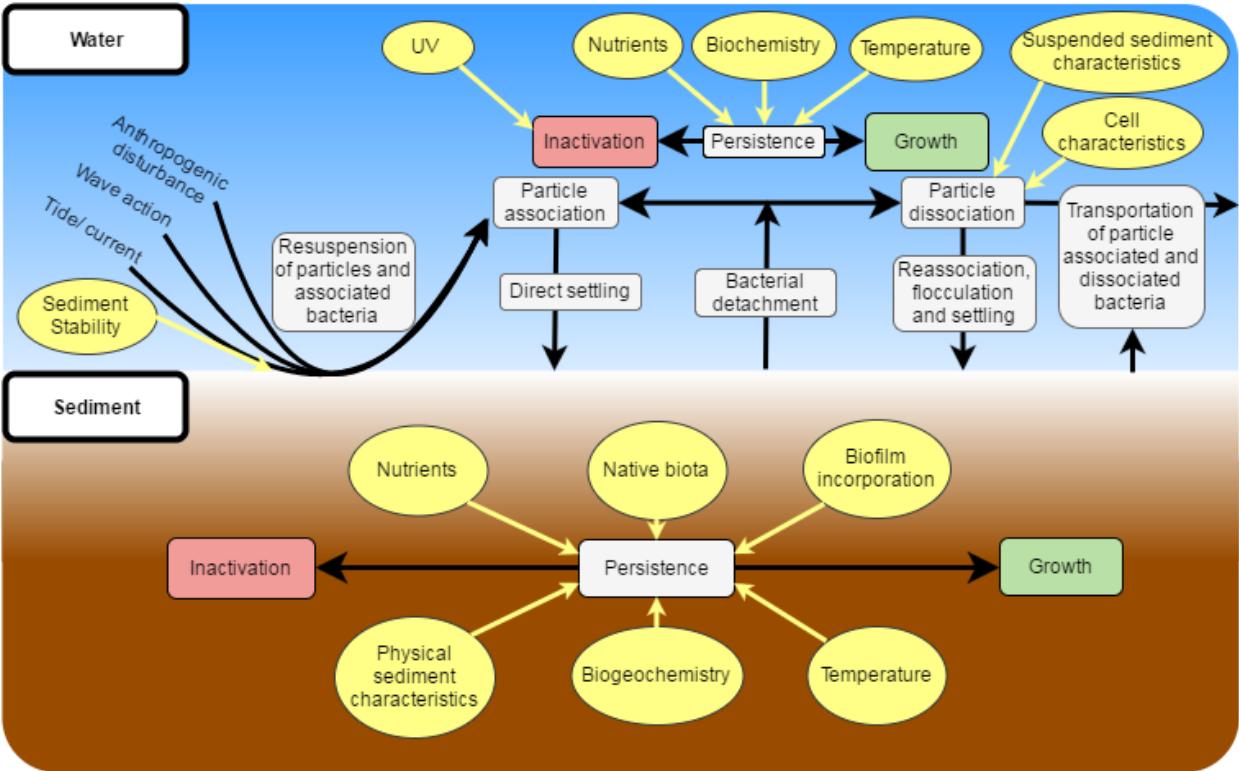 Water
UV
Nutrients
Biochemistry
Temperature
Suspended sediment
characteristics
Cell
characteristics
Inactivation
Persistence
Growth
Anthropogenic
disturbance
Wave action
Tide/ current
Sediment
Stability
Resuspension
of particles and
associated
bacteria
Particle
association
Direct settling
Bacterial
detachment
Particle
dissociation
Reassociation,
flocculation
and settling
Transportation
of particle
associated and
dissociated
bacteria
Sediment
Nutrients
Native biota
Biofilm
incorporation
Inactivation
Persistence
Growth
Physical
sediment
characteristics
Biogeochemistry
Temperature